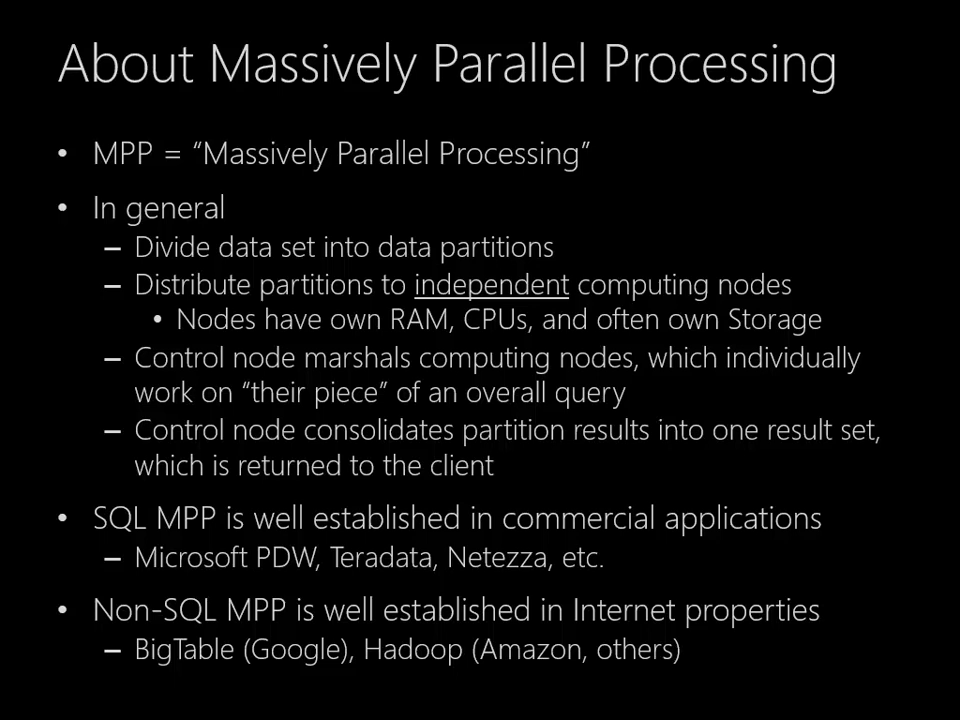 About Massively Parallel Processing
• MPP = “Massively Parallel Processing”
• In general
– Divide data set into data partitions
– Distribute partitions to independent computing nodes
• Nodes have own RAM, CPUs, and often own Storage
– Control node marshals computing nodes, which individually
work on “their piece” of an overall query
– Control node consolidates partition results into one result set,
which is returned to the client
• SQL MPP is well established in commercial applications
– Microsoft PDW, Teradata, Netezza, etc.
• Non-SQL MPP is well established in Internet properties
– BigTable (Google), Hadoop (Amazon, others)